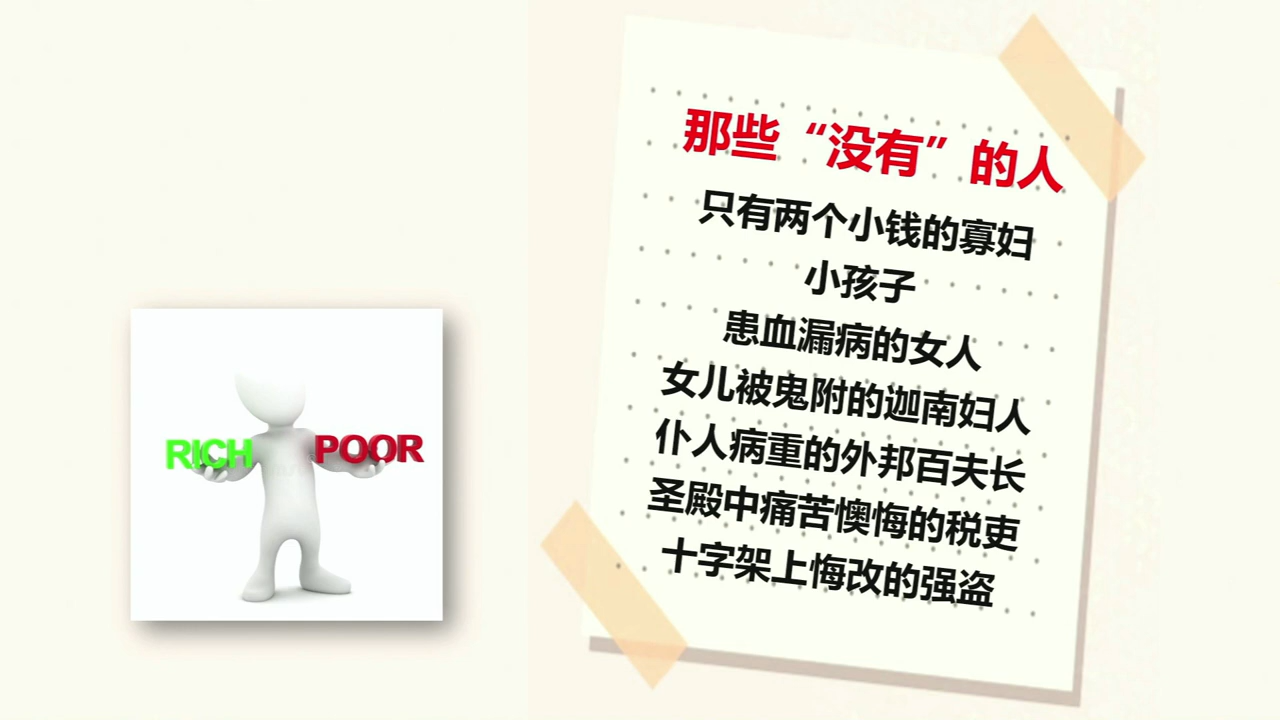 那些“没有”的人
只有两个小钱的寡妇
小孩子
患血漏病的女人
女儿被鬼附的迦南妇人
仆人病重的外邦百夫长
圣殿中痛苦懊悔的税吏
十字架上悔改的强盗
RICH POOR